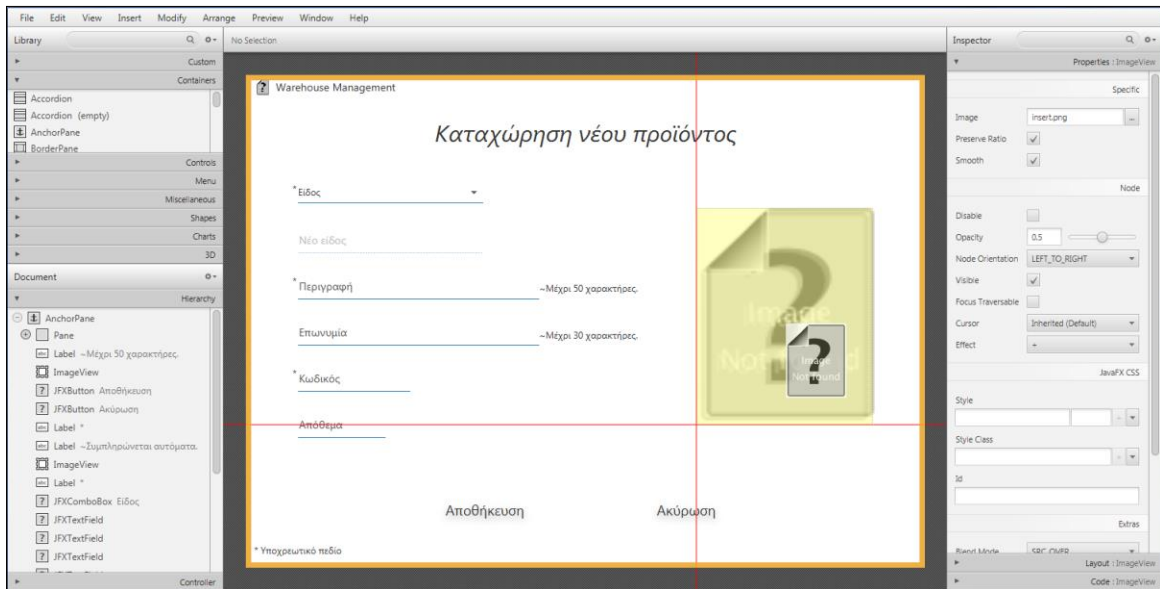 File Edit View Insert Modify Arrange Preview Window Help
Library
No Selection
Inspector
Custom
Containers
Accordion
Accordion (empty)
AnchorPane
BorderPane
Controls
Menu
Miscellaneous
Shapes
Charts
3D
Document
Hierarchy
AnchorPane
Pane
Label ~Μέχρι 50 χαρακτήρες.
ImageView
JFXButton Αποθήκευση
JFXButton Ακύρωση
Label *
Label ~Συμπληρώνεται αυτόματα.
ImageView
Label *
JFXComboBox Είδος
JFXTextField
JFXTextField
JFXTextField
Controller
Warehouse Management
Καταχώρηση νέου προϊόντος
* Είδος
Νέο είδος
* Περιγραφή ~Μέχρι 50 χαρακτήρες.
Επωνυμία ~Μέχρι 30 χαρακτήρες.
* Κωδικός
Απόθεμα
Image
Not found
Image
Not found
Αποθήκευση Ακύρωση
* Υποχρεωτικό πεδίο
Properties : ImageView
Specific
Image insert.png ...
Preserve Ratio
Smooth
Node
Disable
Opacity 0.5
Node Orientation LEFT_TO_RIGHT
Visible
Focus Traversable
Cursor Inherited (Default)
Effect +
JavaFX CSS
Style
Style Class
Id
Extras
Blend Mode SRC_OVER
Layout : ImageView
Code : ImageView